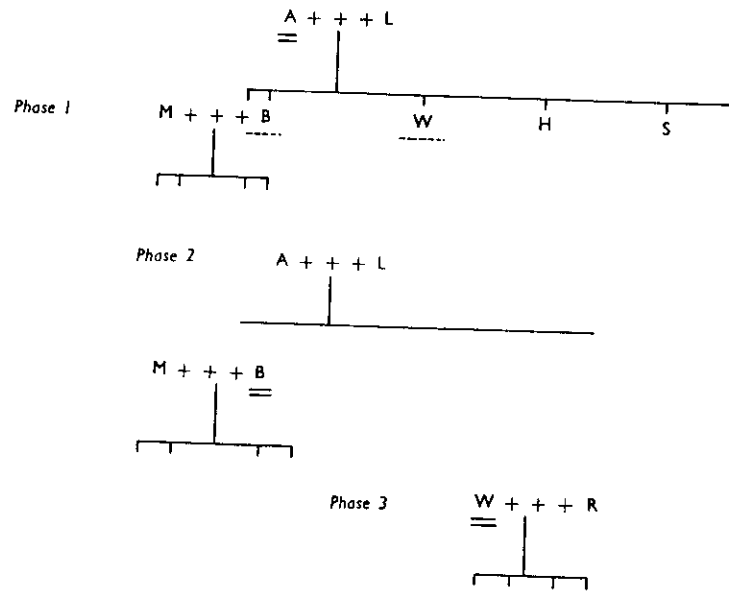 A + + + L
Phase 1
M + + + B W H S
Phase 2 A + + + L
M + + + B
Phase 3 W + + + R